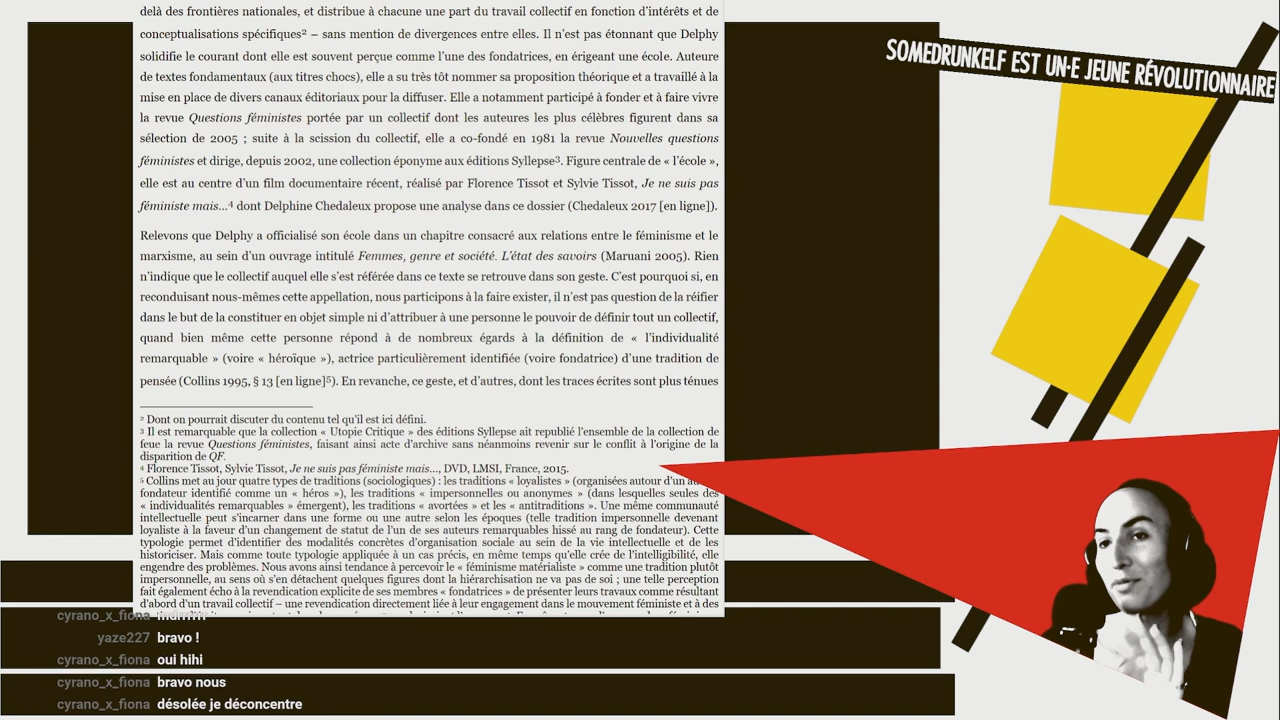 delà des frontières nationales, et distribue à chacune une part du travail collectif en fonction d'intérêts et de
conceptualisations spécifiques² – sans mention de divergences entre elles. Il n'est pas étonnant que Delphy
solidifie le courant dont elle est souvent perçue comme l'une des fondatrices, en érigeant une école. Auteure
de textes fondamentaux (aux titres chocs), elle a su très tôt nommer sa proposition théorique et a travaillé à la
mise en place de divers canaux éditoriaux pour la diffuser. Elle a notamment participé à fonder et à faire vivre
la revue Questions féministes portée par un collectif dont les auteures les plus célèbres figurent dans sa
sélection de 2005 ; suite à la scission du collectif, elle a co-fondé en 1981 la revue Nouvelles questions
féministes et dirige, depuis 2002, une collection éponyme aux éditions Syllepse³. Figure centrale de « l'école »,
elle est au centre d'un film documentaire récent, réalisé par Florence Tissot et Sylvie Tissot, Je ne suis pas
féministe mais...⁴ dont Delphine Chedaleux propose une analyse dans ce dossier (Chedaleux 2017 [en ligne]).
Relevons que Delphy a officialisé son école dans un chapitre consacré aux relations entre le féminisme et le
marxisme, au sein d'un ouvrage intitulé Femmes, genre et société. L'état des savoirs (Maruani 2005). Rien
n'indique que le collectif auquel elle s'est référée dans ce texte se retrouve dans son geste. C'est pourquoi si, en
reconduisant nous-mêmes cette appellation, nous participons à la faire exister, il n'est pas question de la réifier
dans le but de la constituer en objet simple ni d'attribuer à une personne le pouvoir de définir tout un collectif,
quand bien même cette personne répond à de nombreux égards à la définition de « l'individualité
remarquable » (voire « héroïque »), actrice particulièrement identifiée (voire fondatrice) d'une tradition de
pensée (Collins 1995, § 13 [en ligne]⁵). En revanche, ce geste, et d'autres, dont les traces écrites sont plus ténues
² Dont on pourrait discuter du contenu tel qu'il est ici défini.
³ Il est remarquable que la collection « Utopie Critique » des éditions Syllepse ait republié l'ensemble de la collection de
feue la revue Questions féministes, faisant ainsi acte d'archive sans néanmoins revenir sur le conflit à l'origine de la
disparition de QF.
⁴ Florence Tissot, Sylvie Tissot, Je ne suis pas féministe mais..., DVD, LMSI, France, 2015.
⁵ Collins met au jour quatre types de traditions (sociologiques) : les traditions « loyalistes » (organisées autour d'un
fondateur identifié comme un « héros »), les traditions « impersonnelles ou anonymes » (dans lesquelles seules des
« individualités remarquables » émergent), les traditions « avortées » et les « antitraditions ». Une même communauté
intellectuelle peut s'incarner dans une forme ou une autre selon les époques (telle tradition impersonnelle devenant
loyaliste à la faveur d'un changement de statut de l'un de ses auteurs remarquables hissé au rang de fondateur). Cette
typologie permet d'identifier des modalités concrètes d'organisation sociale au sein de la vie intellectuelle et de les
historiciser. Mais comme toute typologie appliquée à un cas précis, en même temps qu'elle crée de l'intelligibilité, elle
engendre des problèmes. Nous avons ainsi tendance à percevoir le « féminisme matérialiste » comme une tradition plutôt
impersonnelle, au sens où s'en détachent quelques figures dont la hiérarchisation ne va pas de soi ; une telle perception
fait également écho à la revendication explicite de ses membres « fondatrices » de présenter leurs travaux comme résultant
d'abord d'un travail collectif – une revendication directement liée à leur engagement dans le mouvement féministe et à des
SOMEDRUNKELF EST UN·E JEUNE RÉVOLUTIONNAIRE
cyrano_x_fiona
yaze227 bravo !
cyrano_x_fiona oui hihi
cyrano_x_fiona bravo nous
cyrano_x_fiona désolée je déconcentre